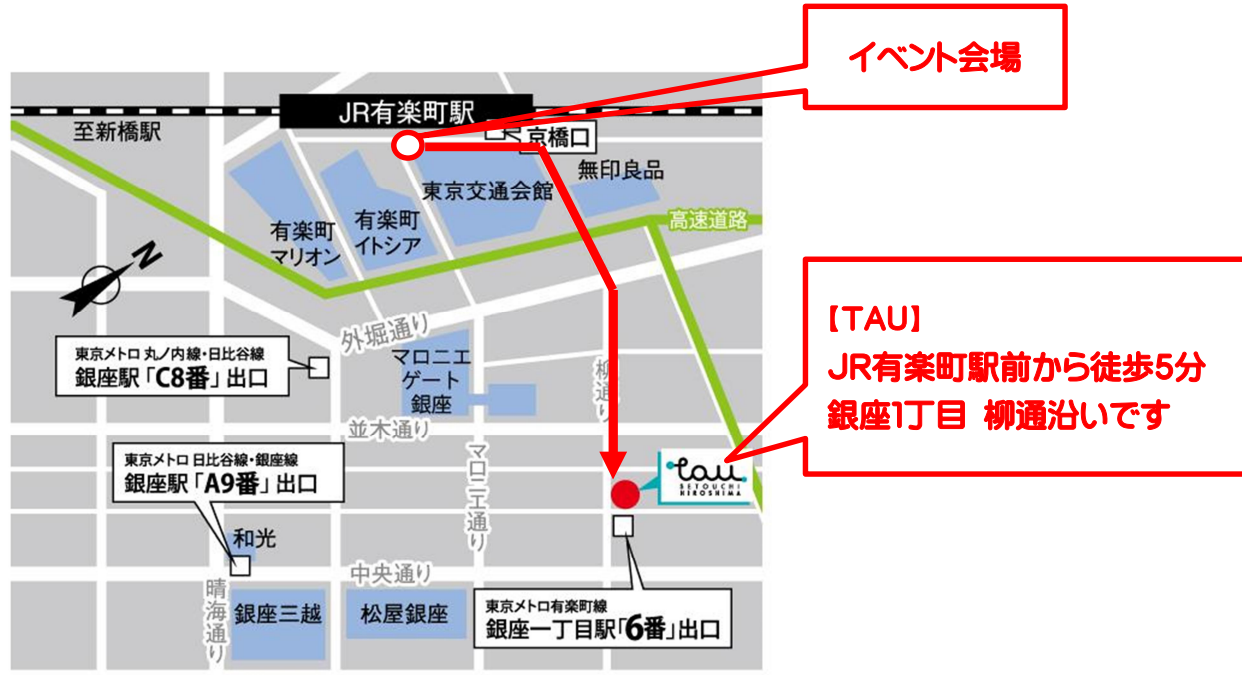 イベント会場
JR有楽町駅
至新橋駅
京橋口
無印良品
東京交通会館
有楽町
マリオン
有楽町
イトシア
高速道路
N
【TAU】
JR有楽町駅前から徒歩5分
銀座1丁目 柳通沿いです
外堀通り
東京メトロ 丸ノ内線・日比谷線
銀座駅「C8番」出口
マロニエ
ゲート
銀座
柳通り
並木通り
東京メトロ 日比谷線・銀座線
銀座駅「A9番」出口
マロニエ通り
tau
SETOUCHI
HIROSHIMA
和光
中央通り
晴海通り
銀座三越
松屋銀座
東京メトロ有楽町線
銀座一丁目駅「6番」出口